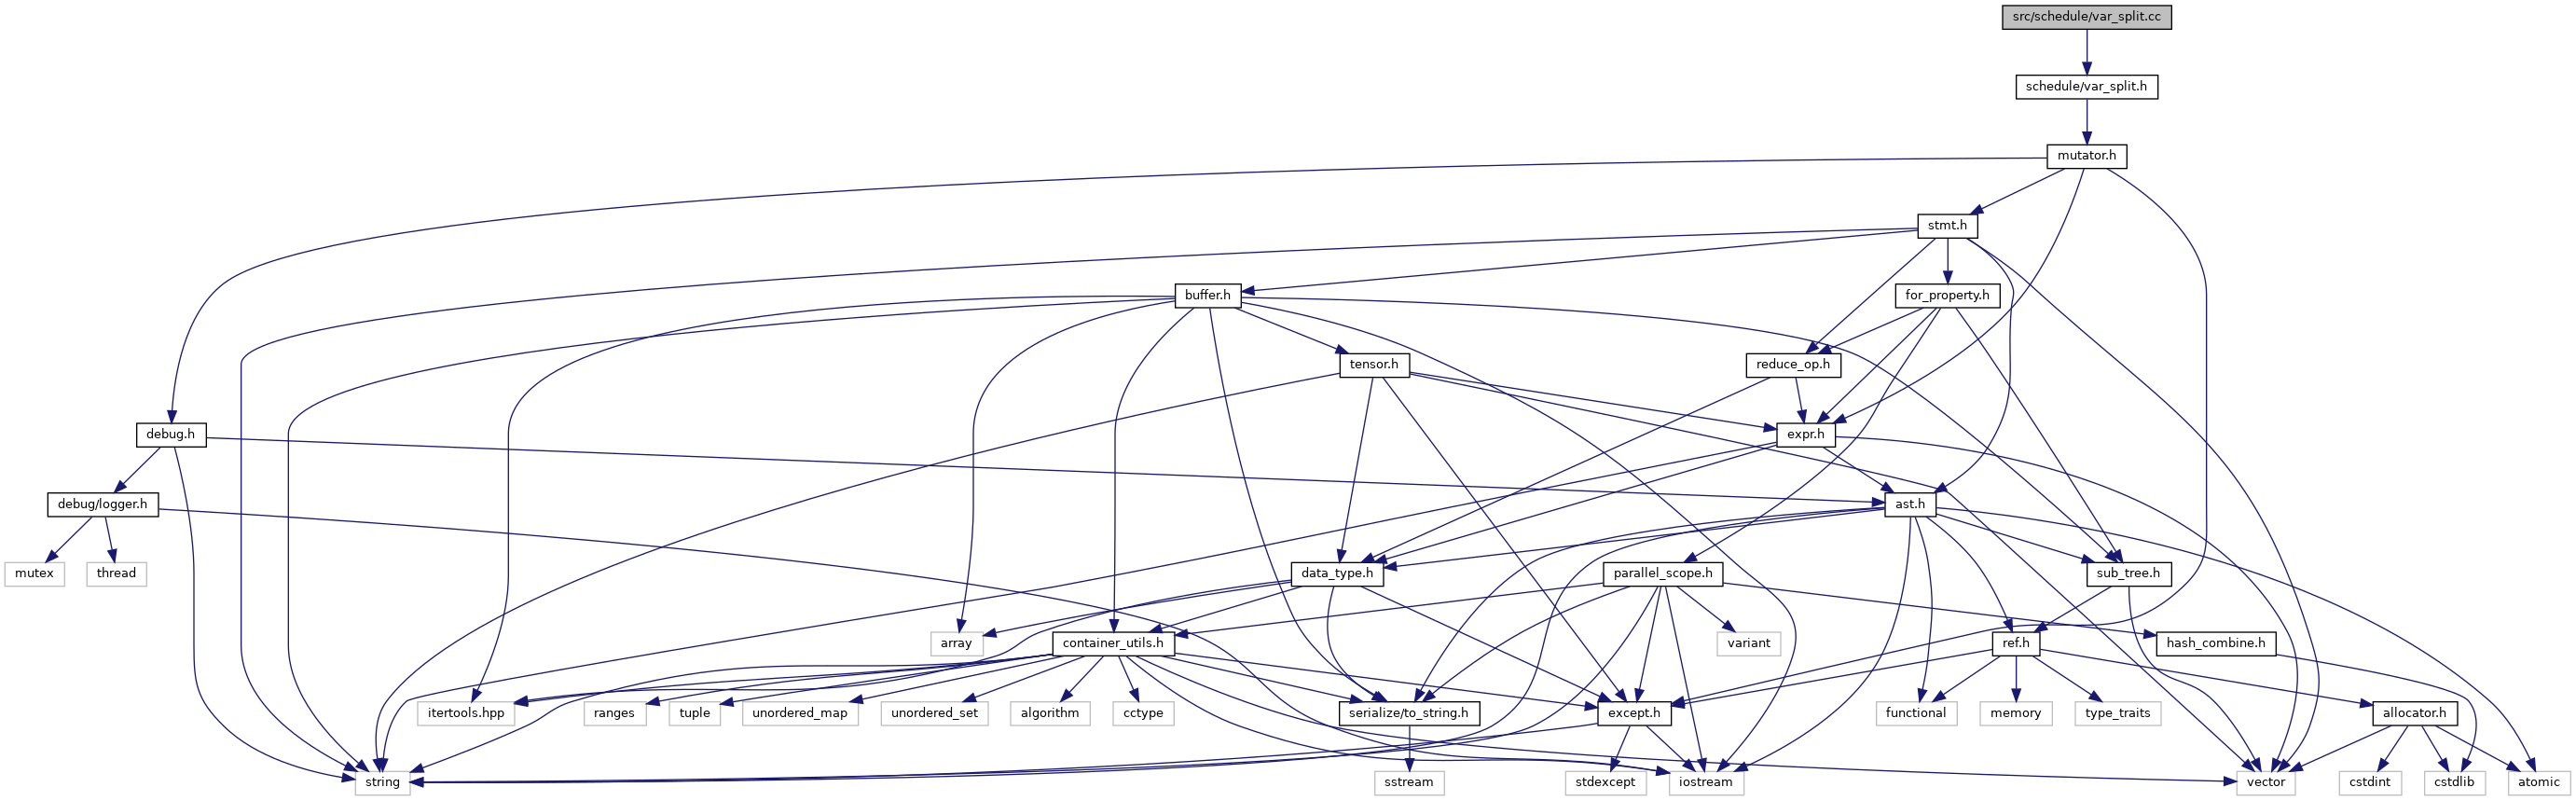 src/schedule/var_split.cc
schedule/var_split.h
mutator.h
stmt.h
buffer.h
for_property.h
tensor.h
reduce_op.h
debug.h
expr.h
debug/logger.h
ast.h
mutex
thread
data_type.h
parallel_scope.h
sub_tree.h
array
container_utils.h
variant
ref.h
hash_combine.h
itertools.hpp
ranges
tuple
unordered_map
unordered_set
algorithm
cctype
serialize/to_string.h
except.h
functional
memory
type_traits
allocator.h
string
sstream
stdexcept
iostream
vector
cstdint
cstdlib
atomic